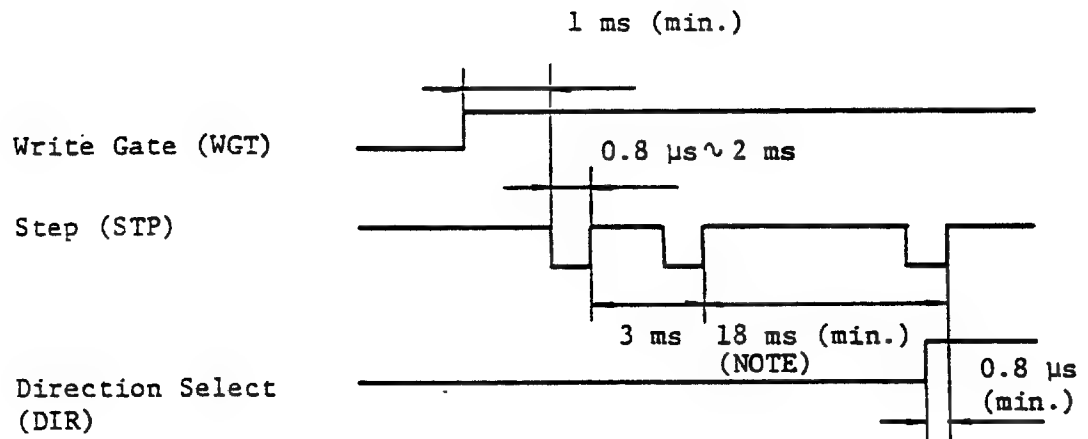 1 ms (min.)
Write Gate (WGT)
0.8 µs ~ 2 ms
Step (STP)
3 ms
18 ms (min.)
(NOTE)
Direction Select
(DIR)
0.8 µs
(min.)